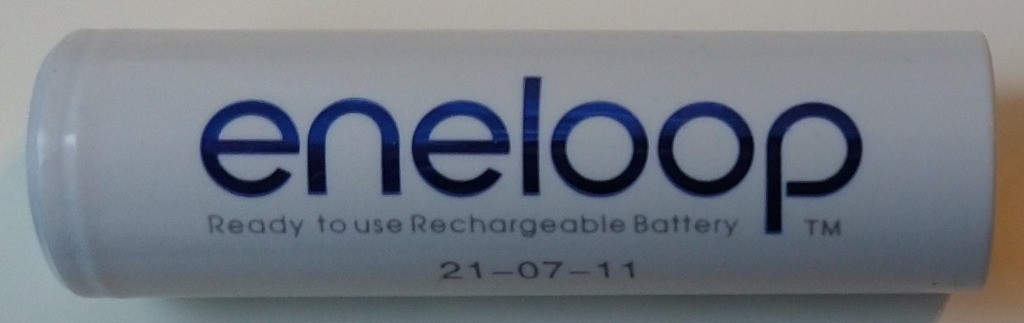 eneloop
Ready to use Rechargeable Battery TM
21-07-11